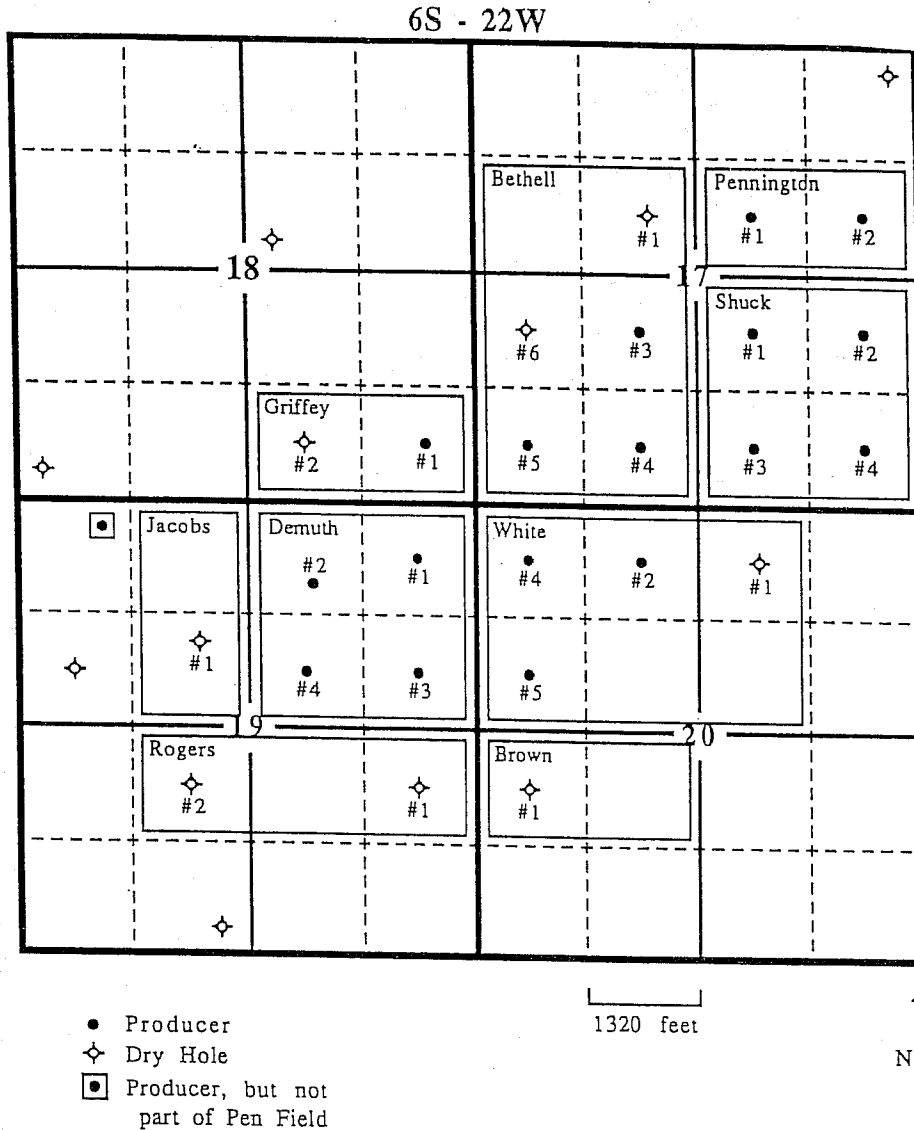 6S - 22W
Bethell
Pennington
#1
#1
#2
18
17
Shuck
#6
#3
#1
#2
Griffey
#2
#1
#5
#4
#3
#4
Jacobs
Demuth
White
#2
#1
#4
#2
#1
#1
#4
#3
#5
19
20
Rogers
Brown
#2
#1
#1
Producer
1320 feet
Dry Hole
N
Producer, but not
part of Pen Field